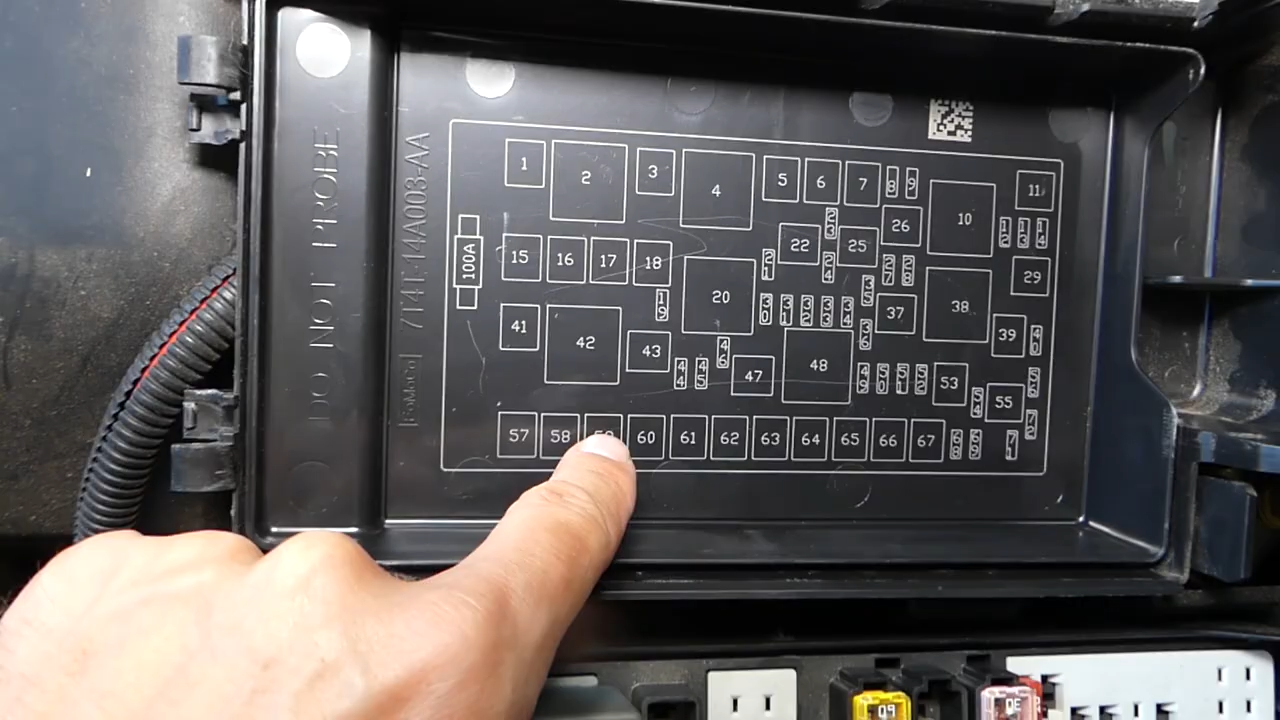 DO NOT PROBE
7T4T-14A003-AA
FoMoCo
100A
1 2 3 4 5 6 7 8 9 10 11
12 13 14
15 16 17 18 19 20 21 22 23 24 25 26 27 28 29
30 31 32 33 34 35 36 37 38 39 40
41 42 43 44 45 46 47 48 49 50 51 52 53 54 55 56
57 58 59 60 61 62 63 64 65 66 67 68 69 71 72